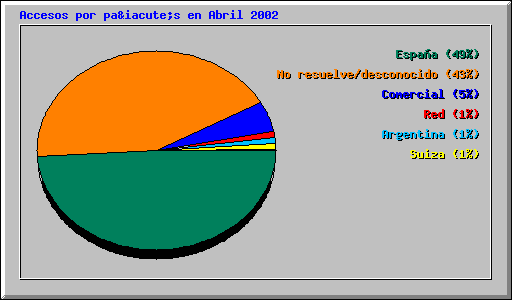 Accesos por pa&iacute;s en Abril 2002
España (49%)
No resuelve/desconocido (43%)
Comercial (5%)
Red (1%)
Argentina (1%)
Suiza (1%)